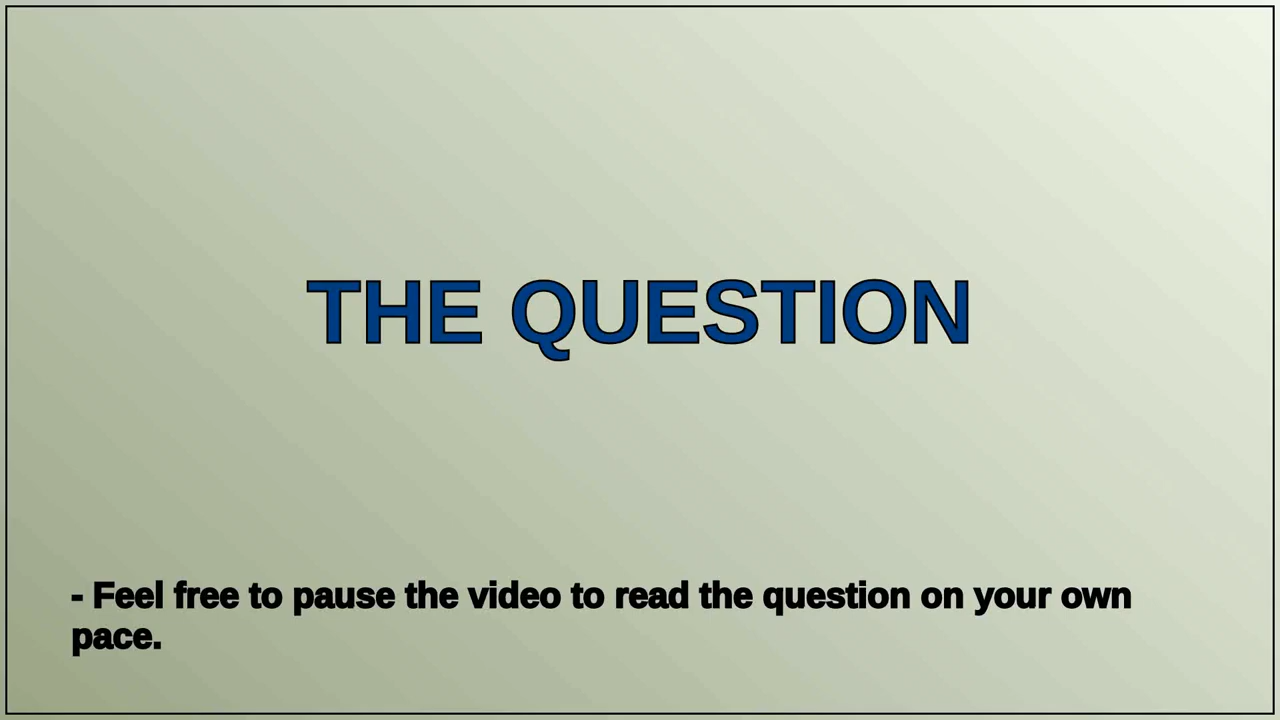 THE QUESTION
- Feel free to pause the video to read the question on your own
pace.